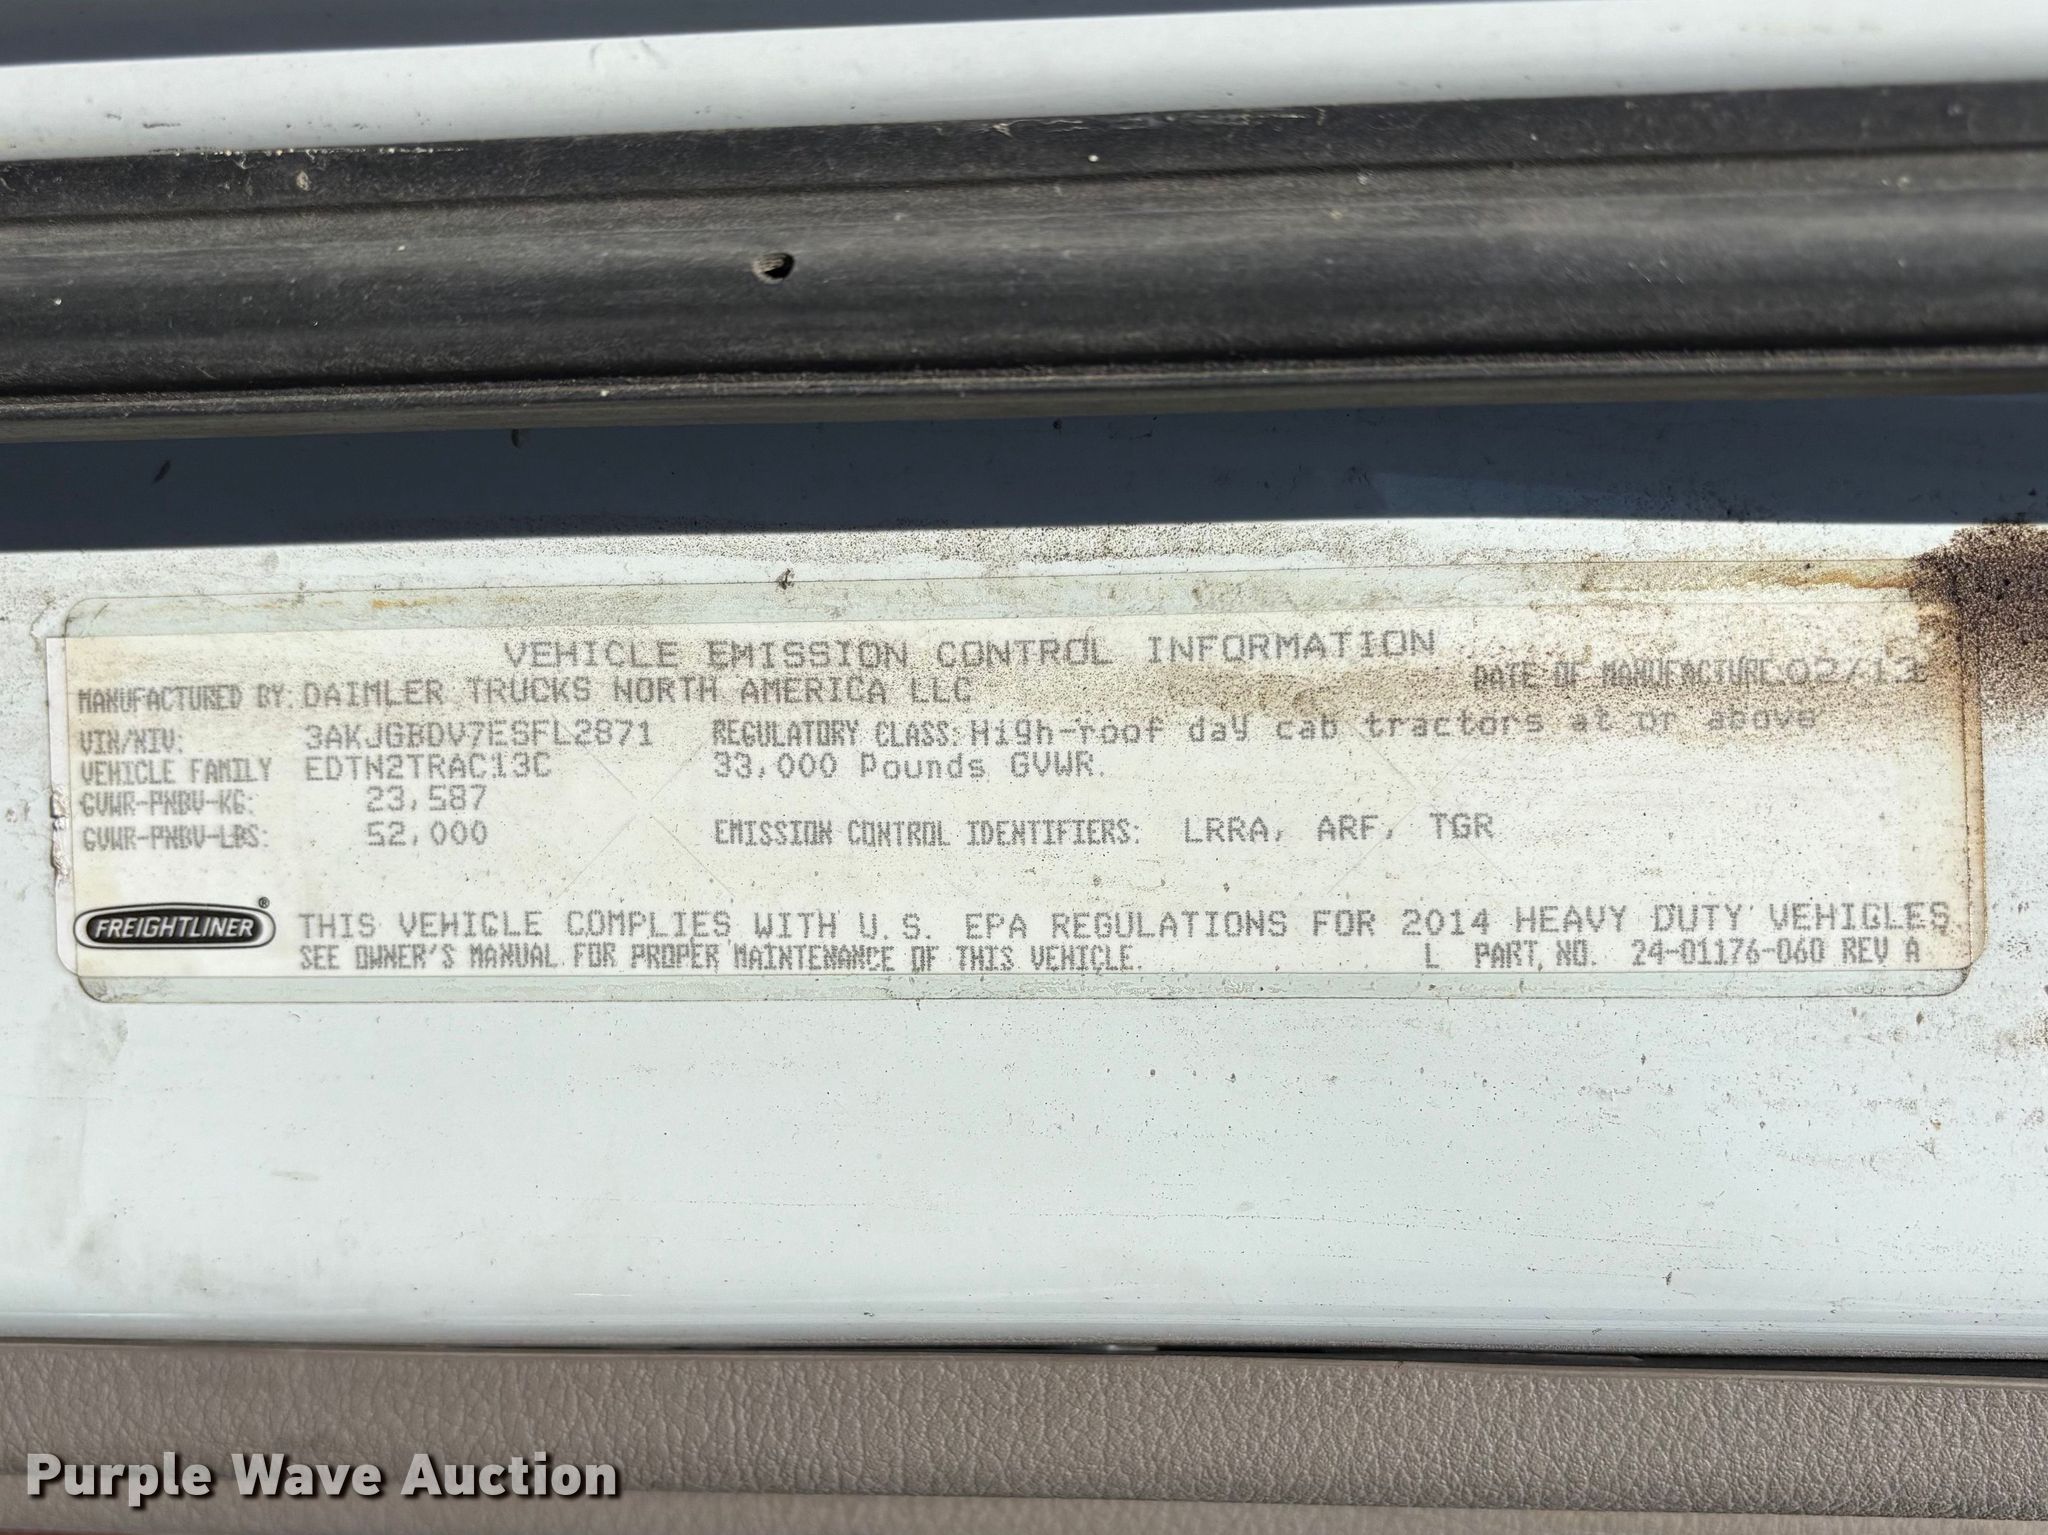 VEHICLE EMISSION CONTROL INFORMATION
MANUFACTURED BY: DAIMLER TRUCKS NORTH AMERICA LLC
DATE OF MANUFACTURE: 02/13
VIN/NIV: 3AKJGBDV7ESFL2871
REGULATORY CLASS: High-roof day cab tractors at or above
VEHICLE FAMILY EDTN2TRAC13C
33,000 Pounds GVWR.
GVWR-PNBV-KG: 23,587
GVWR-PNBV-LBS: 52,000
EMISSION CONTROL IDENTIFIERS: LRRA, ARF, TGR
FREIGHTLINER®
THIS VEHICLE COMPLIES WITH U.S. EPA REGULATIONS FOR 2014 HEAVY DUTY VEHICLES.
SEE OWNER'S MANUAL FOR PROPER MAINTENANCE OF THIS VEHICLE.
L PART NO. 24-01176-060 REV A
Purple Wave Auction